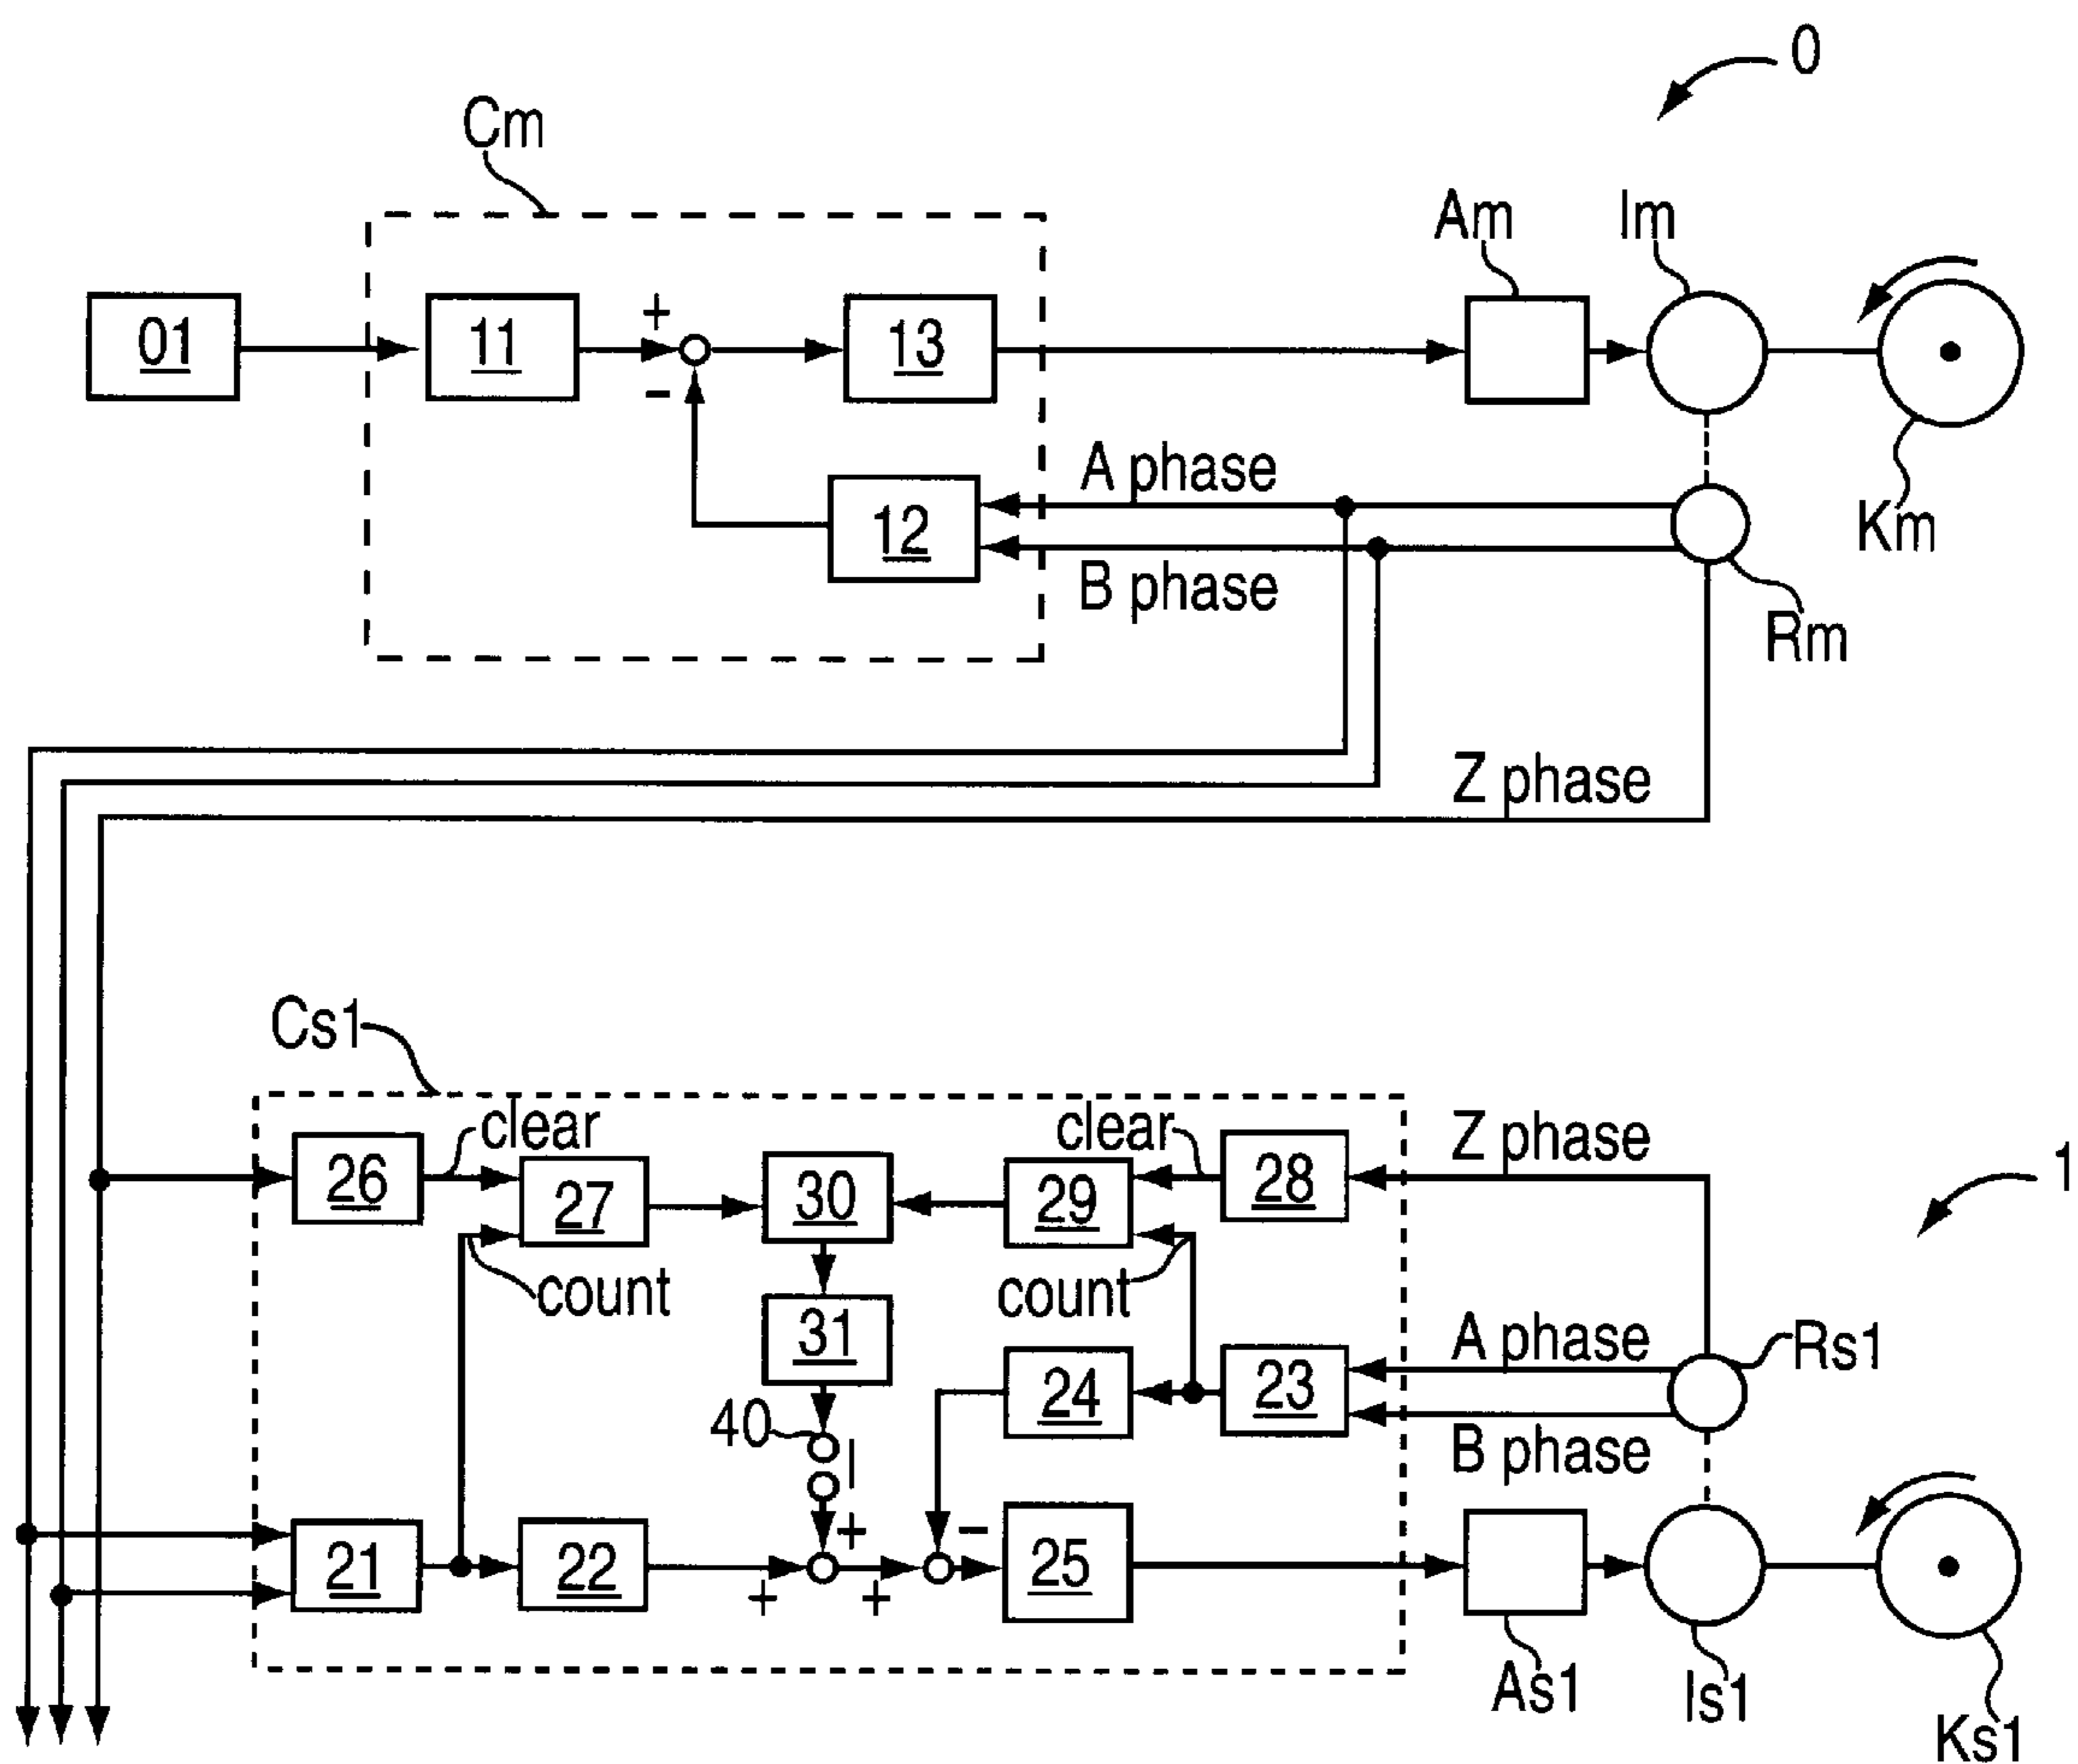 0
Cm
Am
Im
01
11
+
-
13
A phase
12
B phase
Km
Rm
Z phase
Cs1
clear
clear
Z phase
26
27
30
29
28
1
count
count
31
A phase
Rs1
24
23
40
B phase
+
-
21
22
+
+
25
As1
Is1
Ks1